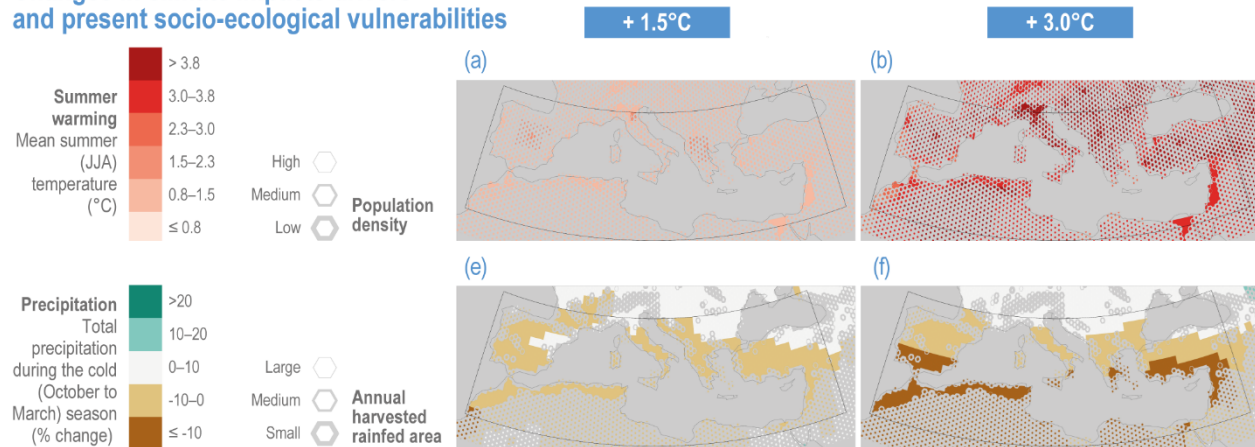 and present socio-ecological vulnerabilities
+ 1.5°C
+ 3.0°C
(a)
(b)
Summer
warming
Mean summer
(JJA)
temperature
(°C)
> 3.8
3.0–3.8
2.3–3.0
1.5–2.3
0.8–1.5
≤ 0.8
High
Medium
Low
Population
density
(e)
(f)
Precipitation
Total
precipitation
during the cold
(October to
March) season
(% change)
>20
10–20
0–10
-10–0
≤ -10
Large
Medium
Small
Annual
harvested
rainfed area